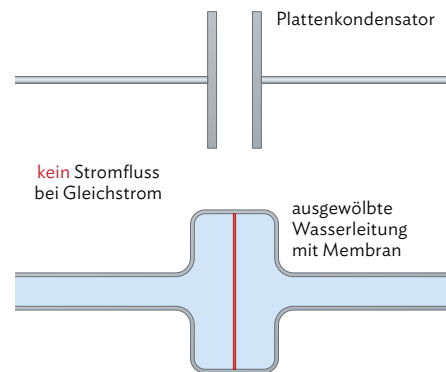 Plattenkondensator
kein Stromfluss
bei Gleichstrom
ausgewölbte
Wasserleitung
mit Membran